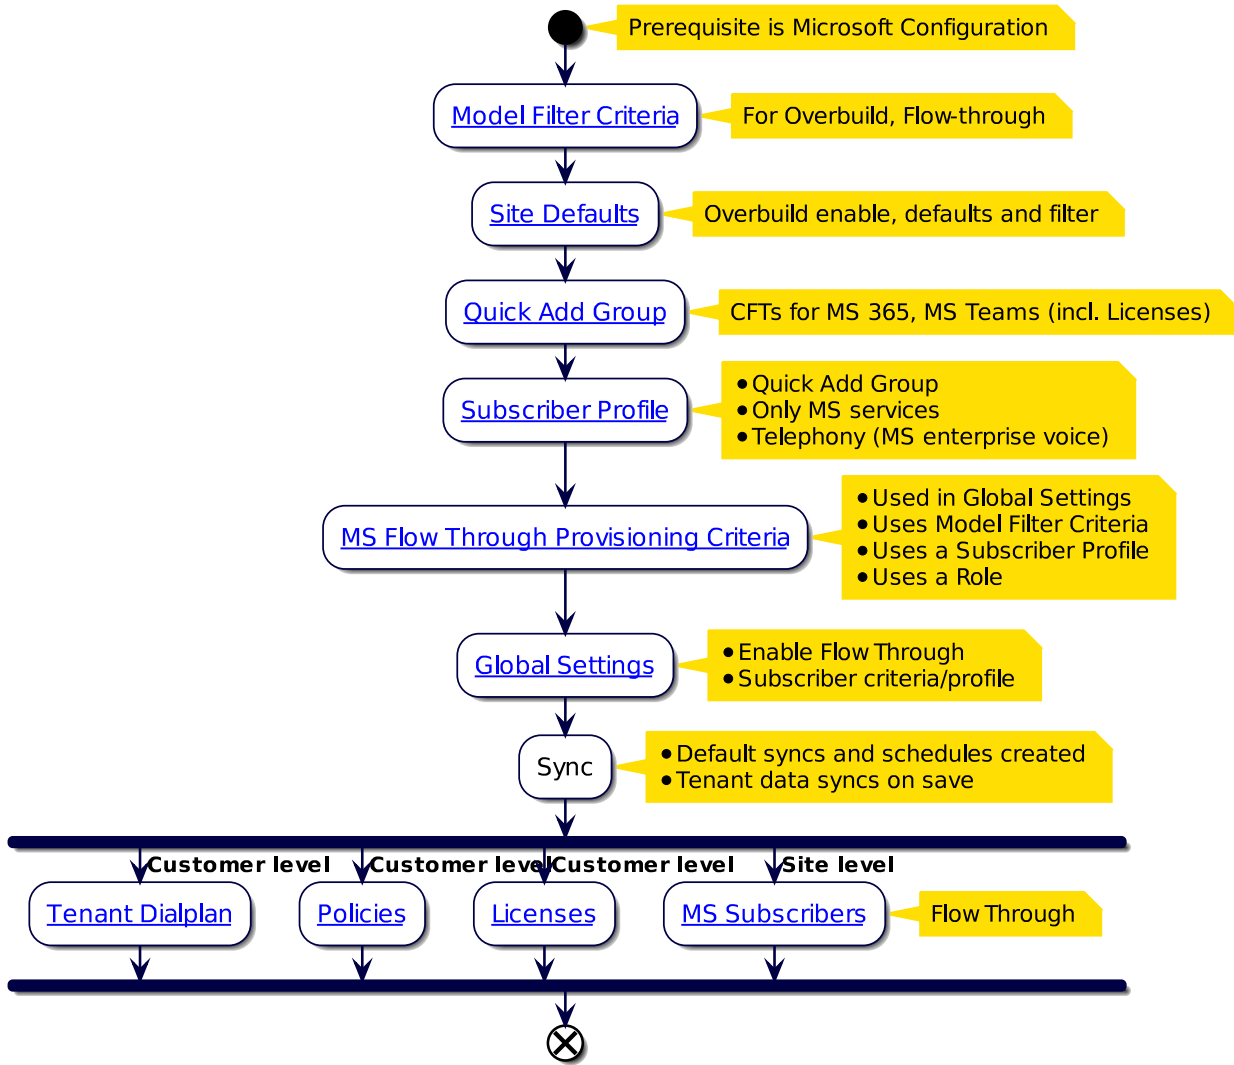 Prerequisite is Microsoft Configuration
Model Filter Criteria
For Overbuild, Flow-through
Site Defaults
Overbuild enable, defaults and filter
Quick Add Group
CFTs for MS 365, MS Teams (incl. Licenses)
Subscriber Profile
• Quick Add Group
• Only MS services
• Telephony (MS enterprise voice)
MS Flow Through Provisioning Criteria
• Used in Global Settings
• Uses Model Filter Criteria
• Uses a Subscriber Profile
• Uses a Role
Global Settings
• Enable Flow Through
• Subscriber criteria/profile
Sync
• Default syncs and schedules created
• Tenant data syncs on save
Customer level
Customer level
Customer level
Site level
Tenant Dialplan
Policies
Licenses
MS Subscribers
Flow Through